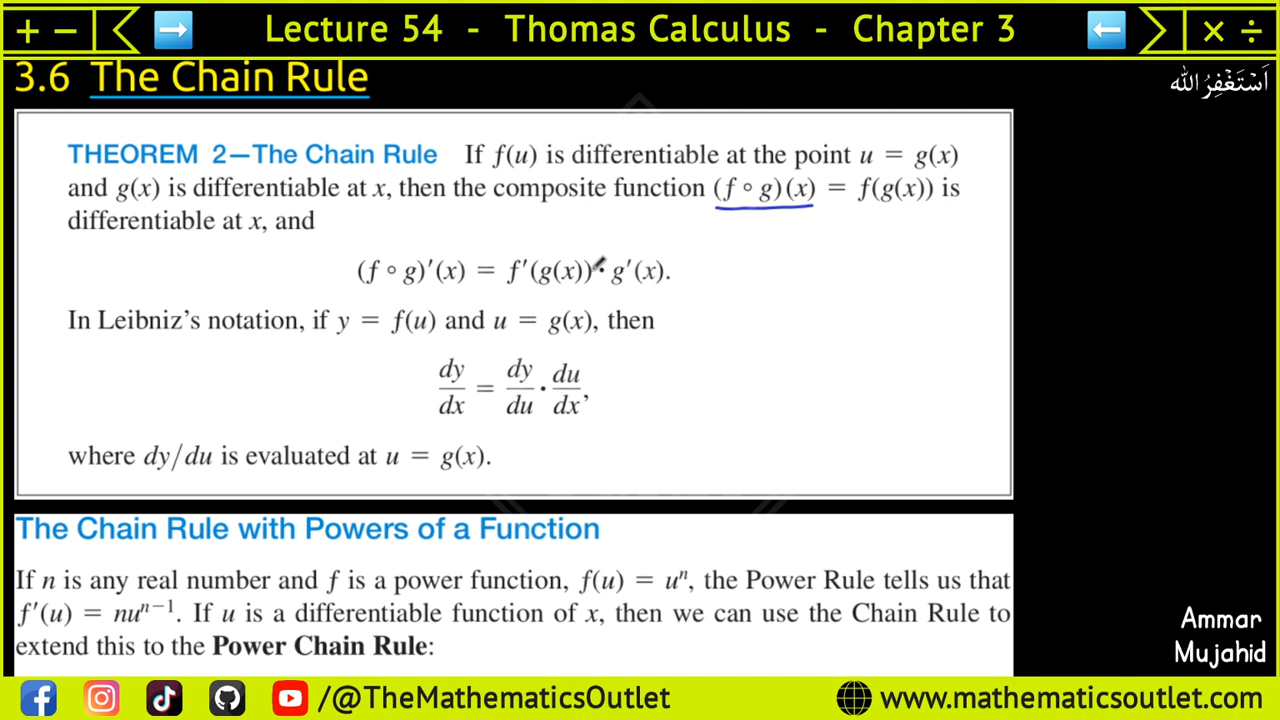 + − Lecture 54 - Thomas Calculus - Chapter 3 × ÷
3.6 The Chain Rule
اَسْتَغْفِرُ اللّٰه
THEOREM 2—The Chain Rule If f(u) is differentiable at the point u = g(x)
and g(x) is differentiable at x, then the composite function (f ∘ g)(x) = f(g(x)) is
differentiable at x, and
(f ∘ g)′(x) = f′(g(x)) · g′(x).
In Leibniz’s notation, if y = f(u) and u = g(x), then
dy/dx = dy/du · du/dx,
where dy/du is evaluated at u = g(x).
The Chain Rule with Powers of a Function
If n is any real number and f is a power function, f(u) = uⁿ, the Power Rule tells us that
f′(u) = nuⁿ⁻¹. If u is a differentiable function of x, then we can use the Chain Rule to
extend this to the Power Chain Rule:
Ammar
Mujahid
/@TheMathematicsOutlet www.mathematicsoutlet.com